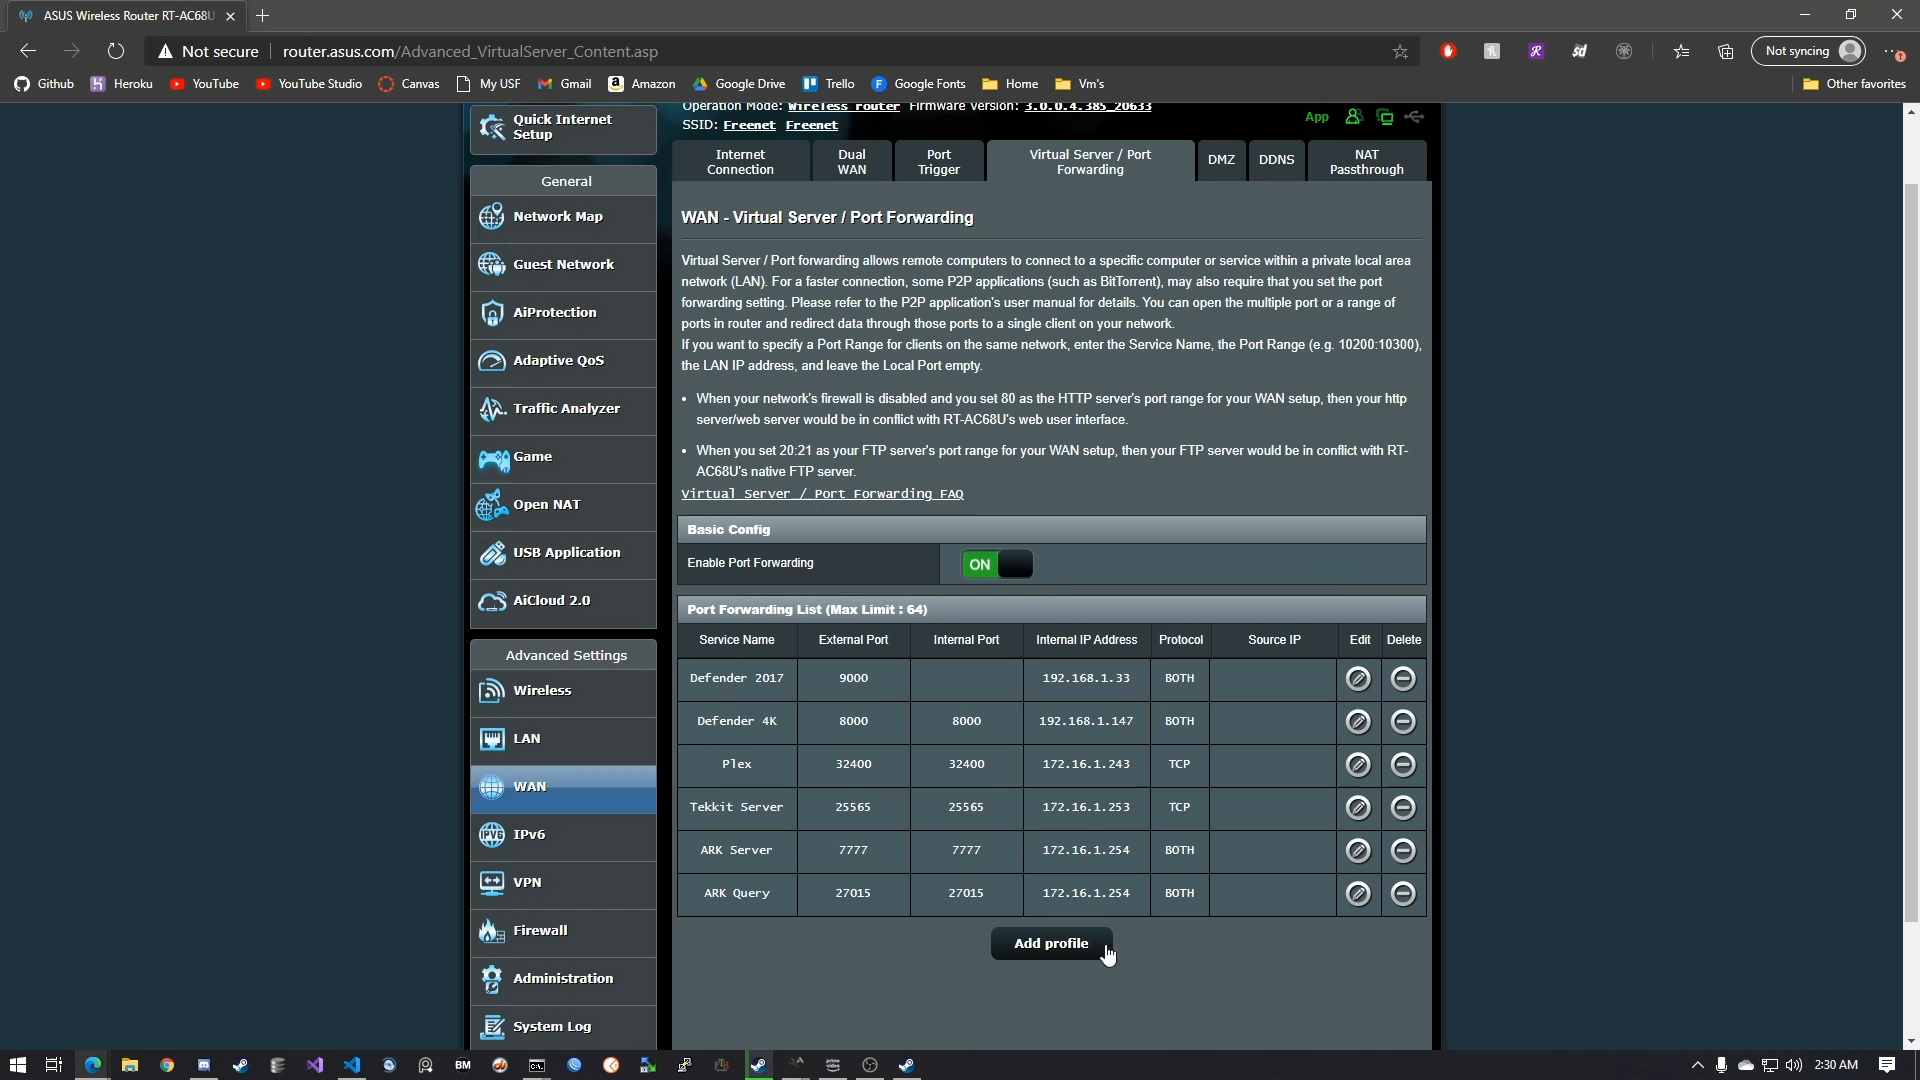 ASUS Wireless Router RT-AC68U
Not secure
router.asus.com/Advanced_VirtualServer_Content.asp
Not syncing
Github
Heroku
YouTube
YouTube Studio
Canvas
My USF
Gmail
Amazon
Google Drive
Trello
Google Fonts
Home
Vm's
Other favorites
Operation Mode: Wireless router Firmware Version: 3.0.0.4.385_20633
SSID: Freenet Freenet
App
Quick Internet
Setup
General
Network Map
Guest Network
AiProtection
Adaptive QoS
Traffic Analyzer
Game
Open NAT
USB Application
AiCloud 2.0
Advanced Settings
Wireless
LAN
WAN
IPv6
VPN
Firewall
Administration
System Log
Internet
Connection
Dual
WAN
Port
Trigger
Virtual Server / Port
Forwarding
DMZ
DDNS
NAT
Passthrough
WAN - Virtual Server / Port Forwarding
Virtual Server / Port forwarding allows remote computers to connect to a specific computer or service within a private local area
network (LAN). For a faster connection, some P2P applications (such as BitTorrent), may also require that you set the port
forwarding setting. Please refer to the P2P application's user manual for details. You can open the multiple port or a range of
ports in router and redirect data through those ports to a single client on your network.
If you want to specify a Port Range for clients on the same network, enter the Service Name, the Port Range (e.g. 10200:10300),
the LAN IP address, and leave the Local Port empty.
• When your network's firewall is disabled and you set 80 as the HTTP server's port range for your WAN setup, then your http
server/web server would be in conflict with RT-AC68U's web user interface.
• When you set 20:21 as your FTP server's port range for your WAN setup, then your FTP server would be in conflict with RT-
AC68U's native FTP server.
Virtual Server / Port Forwarding FAQ
Basic Config
Enable Port Forwarding ON
Port Forwarding List (Max Limit : 64)
Service Name External Port Internal Port Internal IP Address Protocol Source IP Edit Delete
Defender 2017 9000 192.168.1.33 BOTH
Defender 4K 8000 8000 192.168.1.147 BOTH
Plex 32400 32400 172.16.1.243 TCP
Tekkit Server 25565 25565 172.16.1.253 TCP
ARK Server 7777 7777 172.16.1.254 BOTH
ARK Query 27015 27015 172.16.1.254 BOTH
Add profile
BM
2:30 AM